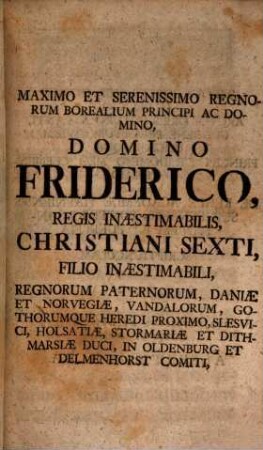 MAXIMO ET SERENISSIMO REGNO-
RUM BOREALIUM PRINCIPI AC DO-
MINO,
DOMINO
FRIDERICO,
REGIS INÆSTIMABILIS,
CHRISTIANI SEXTI,
FILIO INÆSTIMABILI,
REGNORUM PATERNORUM, DANIÆ
ET NORVEGIÆ, VANDALORUM, GO-
THORUMQUE HEREDI PROXIMO, SLESVI-
CI, HOLSATIÆ, STORMARIÆ ET DITH-
MARSIÆ DUCI, IN OLDENBURG ET
DELMENHORST COMITI,